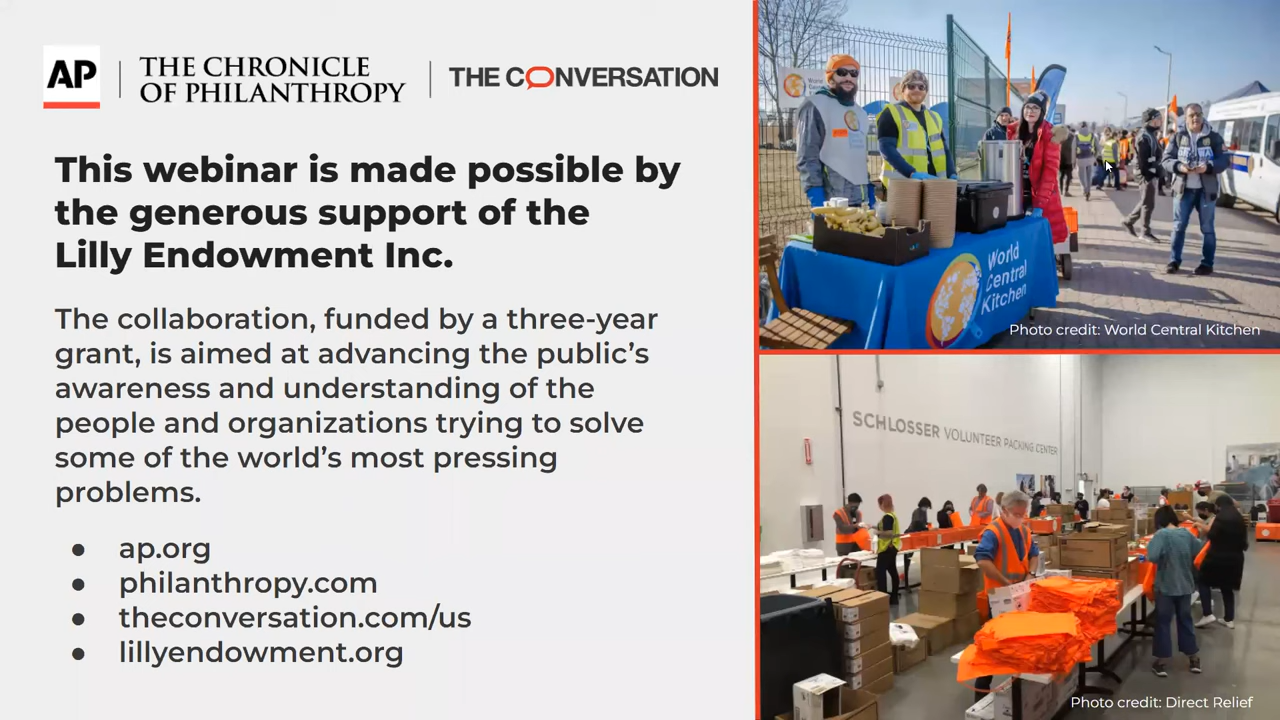 AP
THE CHRONICLE
OF PHILANTHROPY
THE CONVERSATION
This webinar is made possible by
the generous support of the
Lilly Endowment Inc.
The collaboration, funded by a three-year
grant, is aimed at advancing the public's
awareness and understanding of the
people and organizations trying to solve
some of the world's most pressing
problems.
● ap.org
● philanthropy.com
● theconversation.com/us
● lillyendowment.org
World
Central
Kitchen
Photo credit: World Central Kitchen
SCHLOSSER VOLUNTEER PACKING CENTER
Photo credit: Direct Relief